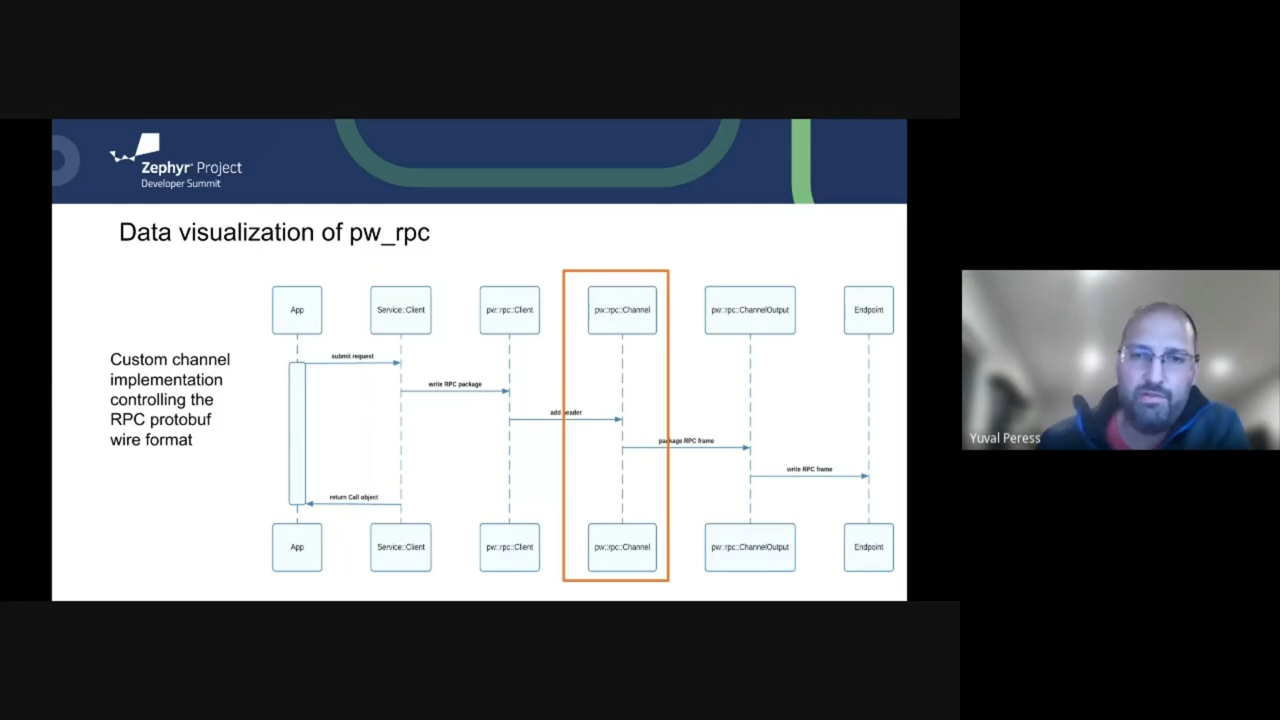 Zephyr® Project
Developer Summit
Data visualization of pw_rpc
Custom channel
implementation
controlling the
RPC protobuf
wire format
App
Service::Client
pw::rpc::Client
pw::rpc::Channel
pw::rpc::ChannelOutput
Endpoint
submit request
write RPC package
add header
package RPC frame
write RPC frame
return Call object
App
Service::Client
pw::rpc::Client
pw::rpc::Channel
pw::rpc::ChannelOutput
Endpoint
Yuval Peress